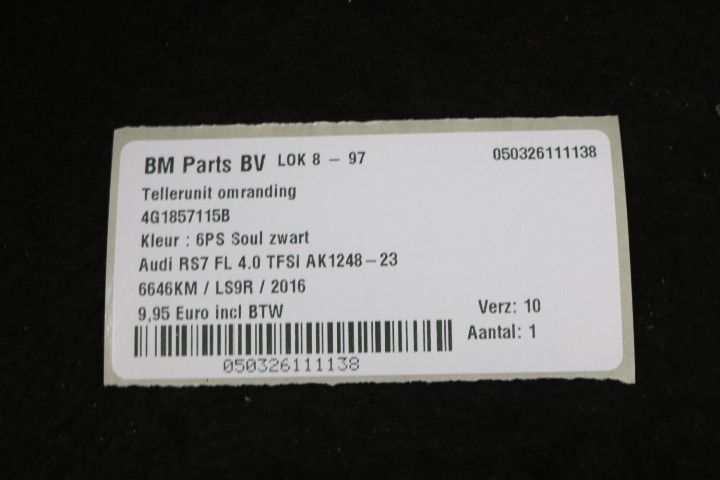 BM Parts BV LOK 8 - 97 050326111138
Tellerunit omranding
4G1857115B
Kleur : 6PS Soul zwart
Audi RS7 FL 4.0 TFSI AK1248-23
6646KM / LS9R / 2016
9,95 Euro incl BTW
Verz: 10
Aantal: 1
050326111138